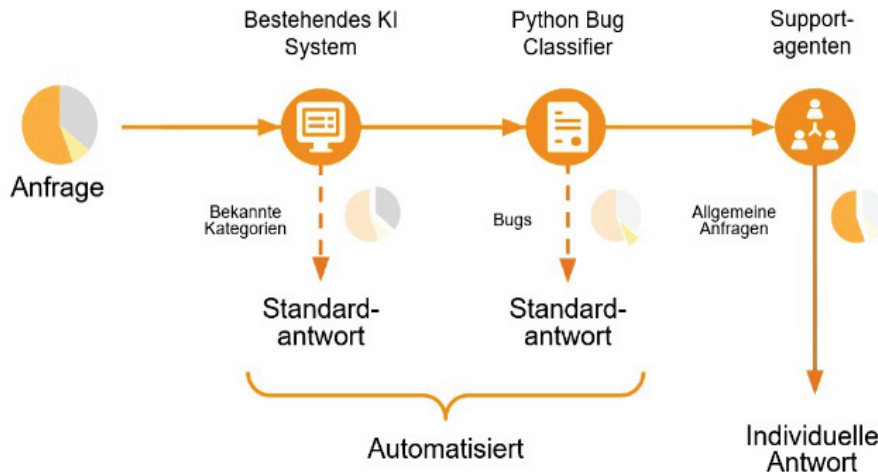 Bestehendes KI
System
Python Bug
Classifier
Support-
agenten
Anfrage
Bekannte
Kategorien
Bugs
Allgemeine
Anfragen
Standard-
antwort
Standard-
antwort
Automatisiert
Individuelle
Antwort